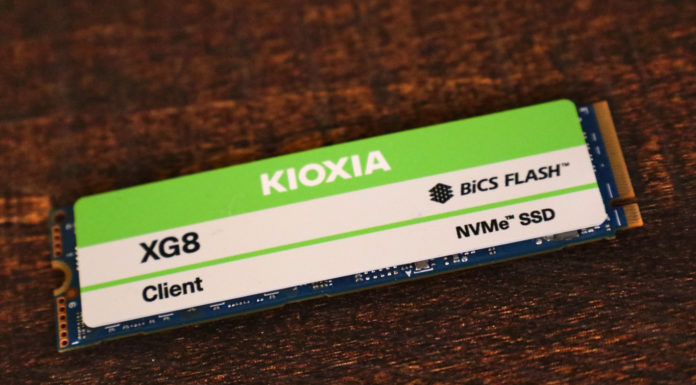 KIOXIA
BiCS FLASH™
XG8
NVMe™ SSD
Client